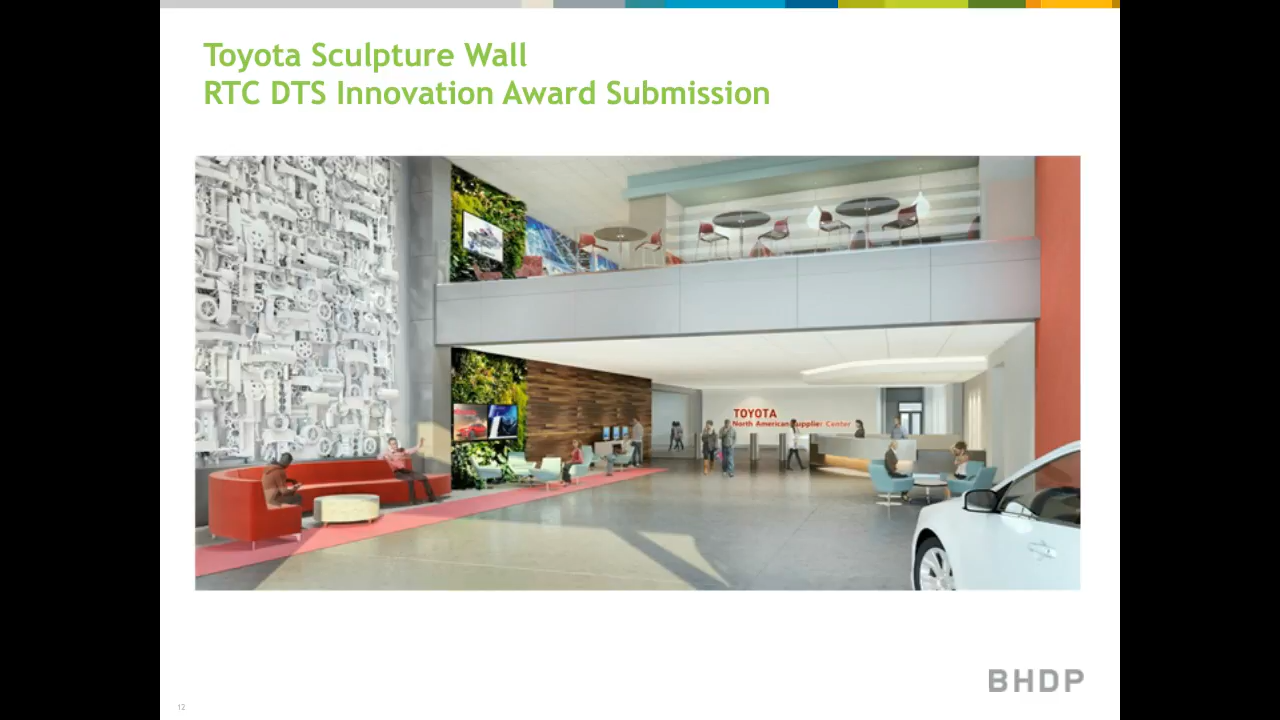 Toyota Sculpture Wall
RTC DTS Innovation Award Submission
TOYOTA
North American Supplier Center
BHDP
12